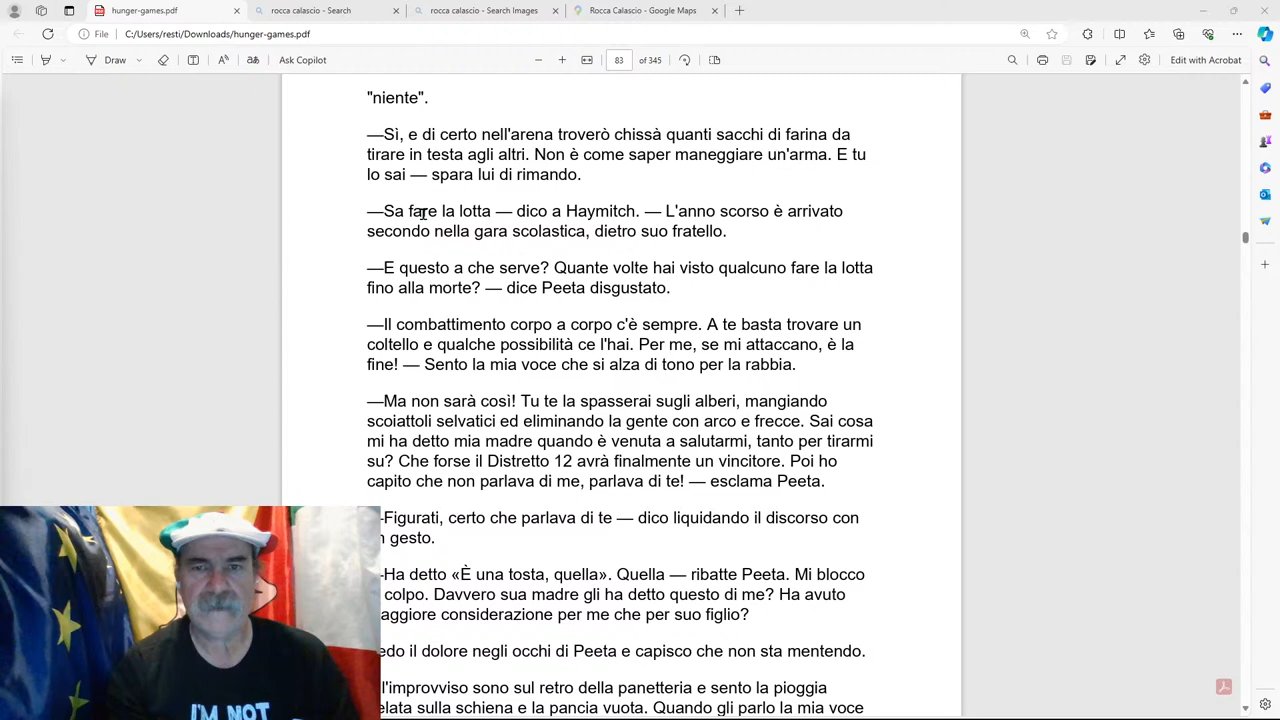 hunger-games.pdf
rocca calascio - Search
rocca calascio - Search Images
Rocca Calascio - Google Maps
File
C:/Users/resti/Downloads/hunger-games.pdf
Draw
Ask Copilot
83 of 345
Edit with Acrobat
"niente".
—Sì, e di certo nell'arena troverò chissà quanti sacchi di farina da
tirare in testa agli altri. Non è come saper maneggiare un'arma. E tu
lo sai — spara lui di rimando.
—Sa fare la lotta — dico a Haymitch. — L'anno scorso è arrivato
secondo nella gara scolastica, dietro suo fratello.
—E questo a che serve? Quante volte hai visto qualcuno fare la lotta
fino alla morte? — dice Peeta disgustato.
—Il combattimento corpo a corpo c'è sempre. A te basta trovare un
coltello e qualche possibilità ce l'hai. Per me, se mi attaccano, è la
fine! — Sento la mia voce che si alza di tono per la rabbia.
—Ma non sarà così! Tu te la spasserai sugli alberi, mangiando
scoiattoli selvatici ed eliminando la gente con arco e frecce. Sai cosa
mi ha detto mia madre quando è venuta a salutarmi, tanto per tirarmi
su? Che forse il Distretto 12 avrà finalmente un vincitore. Poi ho
capito che non parlava di me, parlava di te! — esclama Peeta.
Figurati, certo che parlava di te — dico liquidando il discorso con
gesto.
Ha detto «È una tosta, quella». Quella — ribatte Peeta. Mi blocco
colpo. Davvero sua madre gli ha detto questo di me? Ha avuto
aggiore considerazione per me che per suo figlio?
edo il dolore negli occhi di Peeta e capisco che non sta mentendo.
l'improvviso sono sul retro della panetteria e sento la pioggia
elata sulla schiena e la pancia vuota. Quando gli parlo la mia voce
I'M NOT